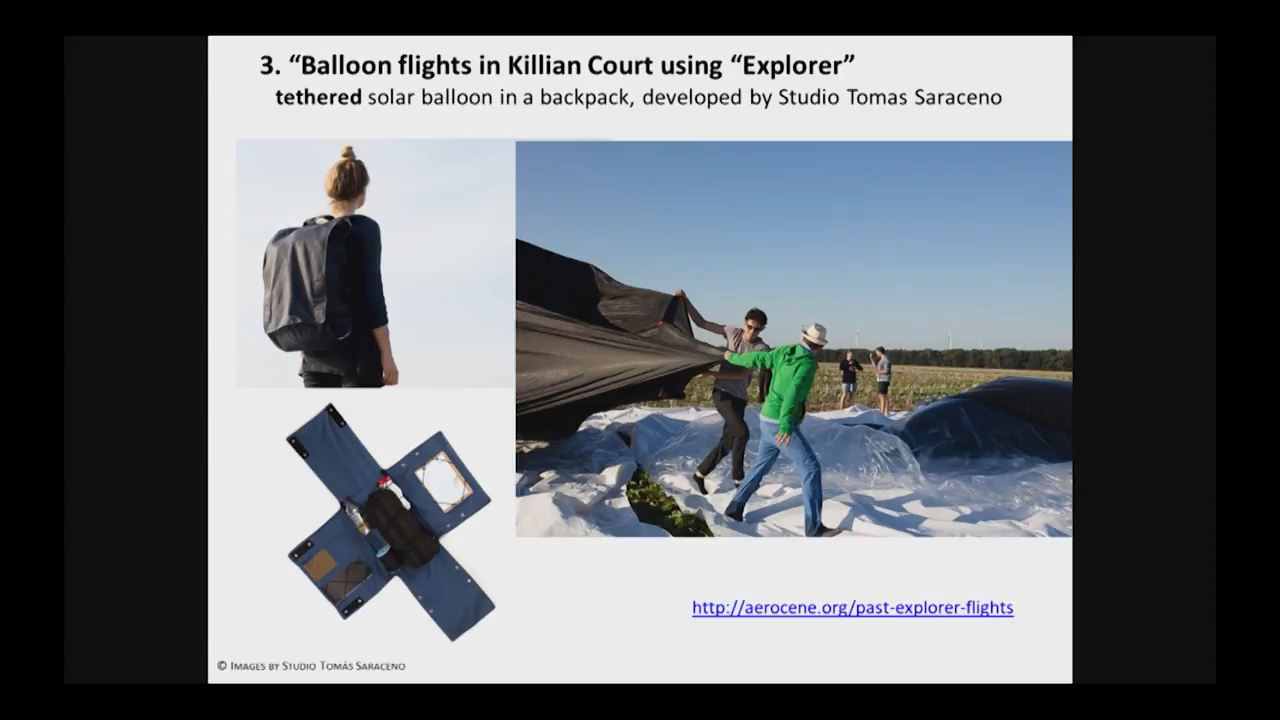 3. “Balloon flights in Killian Court using “Explorer”
tethered solar balloon in a backpack, developed by Studio Tomas Saraceno
http://aerocene.org/past-explorer-flights
© IMAGES BY STUDIO TOMÁS SARACENO